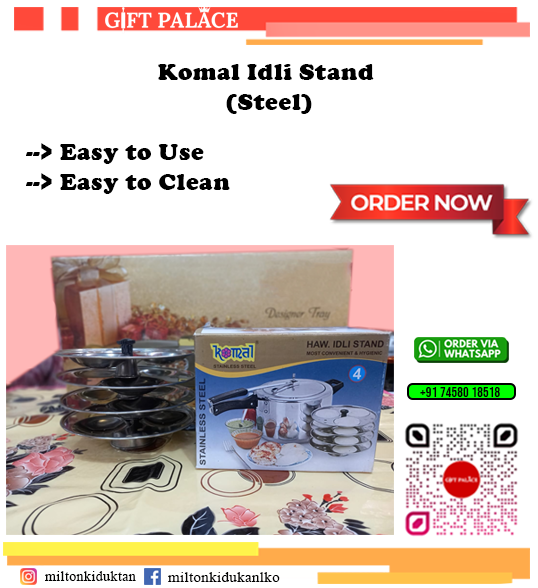 GIFT PALACE
Komal Idli Stand
(Steel)
--> Easy to Use
--> Easy to Clean
ORDER NOW
Designer Tray
komal
STAINLESS STEEL
HAW. IDLI STAND
MOST CONVENIENT & HYGIENIC
4
STAINLESS STEEL
ORDER VIA
WHATSAPP
+91 74580 18518
GIFT PALACE
miltonkiduktan
miltonkidukanlko